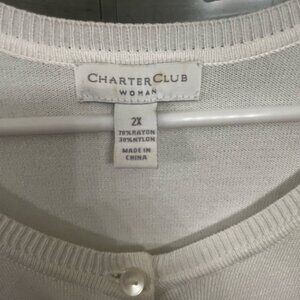 CHARTER CLUB
WOMAN
2X
70% RAYON
30% NYLON
MADE IN
CHINA